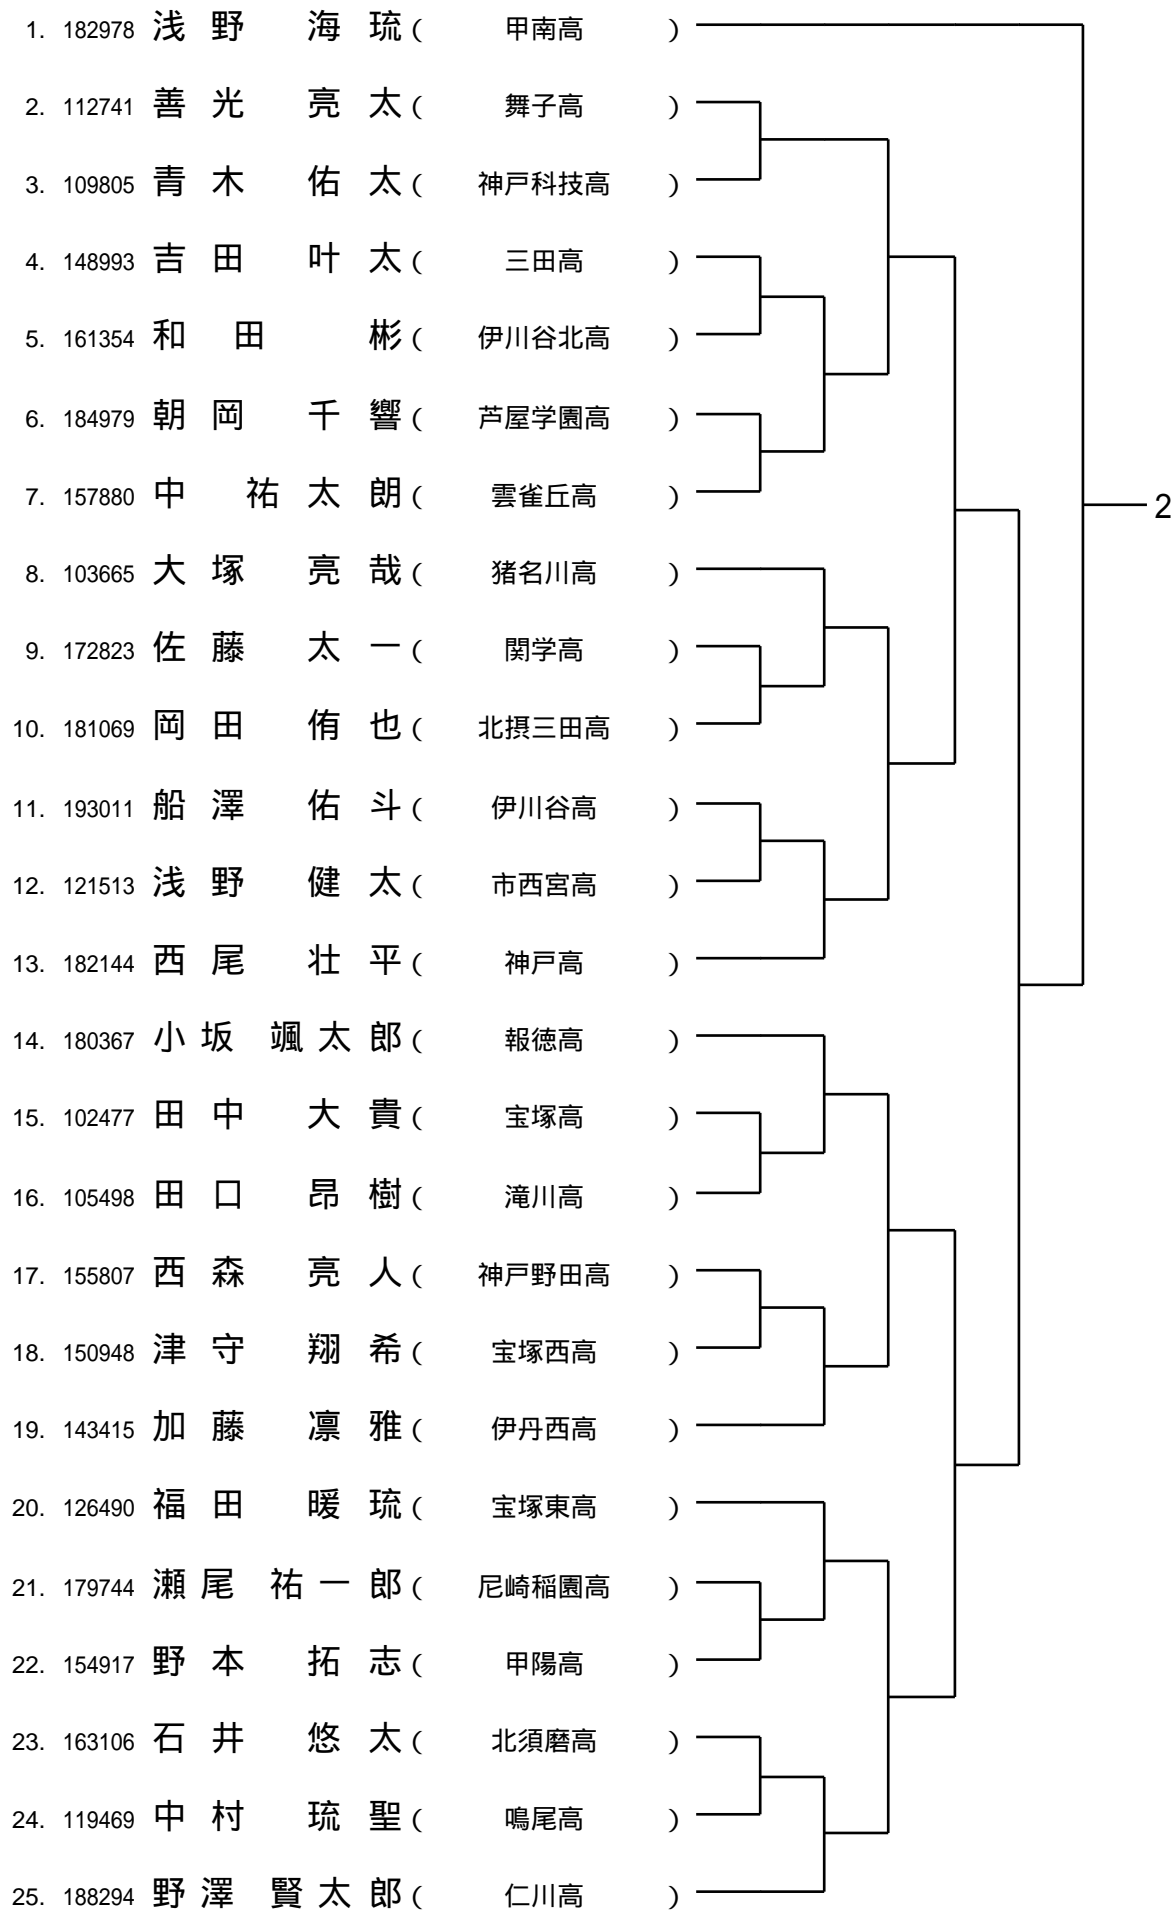 1. 182978 浅野 海琉 ( 甲南高 )
2. 112741 善光 亮太 ( 舞子高 )
3. 109805 青木 佑太 ( 神戸科技高 )
4. 148993 吉田 叶太 ( 三田高 )
5. 161354 和田 彬 ( 伊川谷北高 )
6. 184979 朝岡 千響 ( 芦屋学園高 )
7. 157880 中 祐太朗 ( 雲雀丘高 )
2
8. 103665 大塚 亮哉 ( 猪名川高 )
9. 172823 佐藤 太一 ( 関学高 )
10. 181069 岡田 侑也 ( 北摂三田高 )
11. 193011 船澤 佑斗 ( 伊川谷高 )
12. 121513 浅野 健太 ( 市西宮高 )
13. 182144 西尾 壮平 ( 神戸高 )
14. 180367 小坂 颯太郎 ( 報徳高 )
15. 102477 田中 大貴 ( 宝塚高 )
16. 105498 田口 昂樹 ( 滝川高 )
17. 155807 西森 亮人 ( 神戸野田高 )
18. 150948 津守 翔希 ( 宝塚西高 )
19. 143415 加藤 凛雅 ( 伊丹西高 )
20. 126490 福田 暖琉 ( 宝塚東高 )
21. 179744 瀬尾 祐一郎 ( 尼崎稲園高 )
22. 154917 野本 拓志 ( 甲陽高 )
23. 163106 石井 悠太 ( 北須磨高 )
24. 119469 中村 琉聖 ( 鳴尾高 )
25. 188294 野澤 賢太郎 ( 仁川高 )